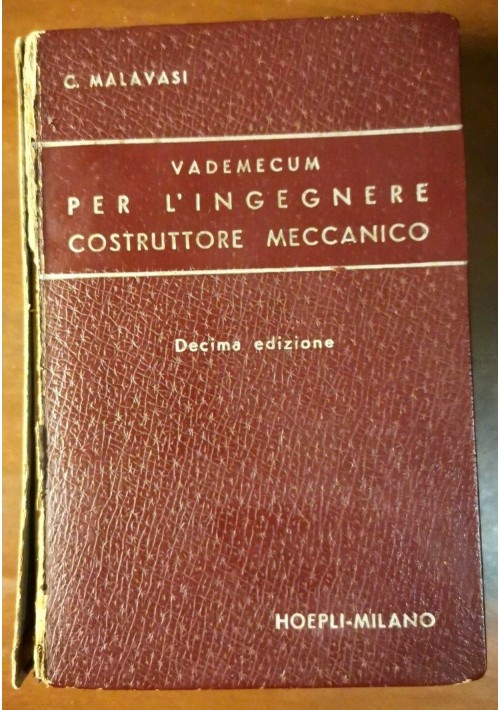 C. MALAVASI
VADEMECUM
PER L'INGEGNERE
COSTRUTTORE MECCANICO
Decima edizione
HOEPLI-MILANO